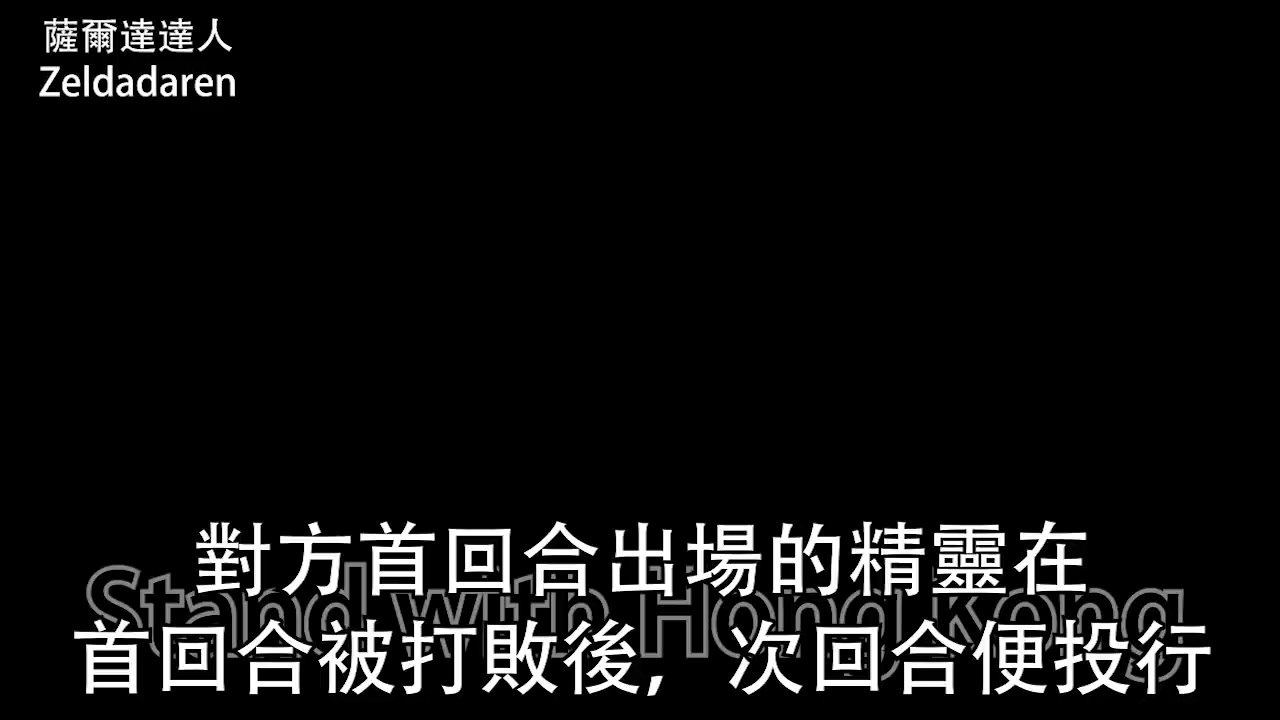 薩爾達達人
Zeldadaren
對方首回合出場的精靈在
Stand with Hong Kong
首回合被打敗後，次回合便投行